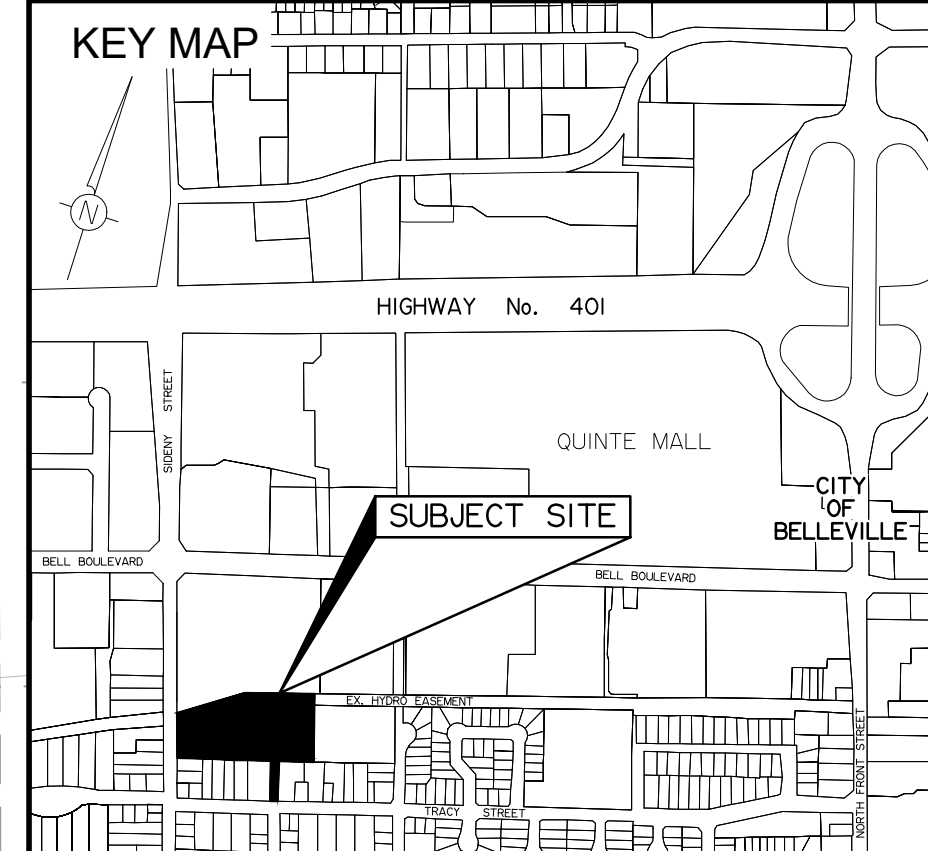 KEY MAP
N
HIGHWAY No. 401
SIDENY STREET
QUINTE MALL
CITY
OF
BELLEVILLE
SUBJECT SITE
BELL BOULEVARD
BELL BOULEVARD
EX. HYDRO EASEMENT
NORTH FRONT STREET
TRACY STREET